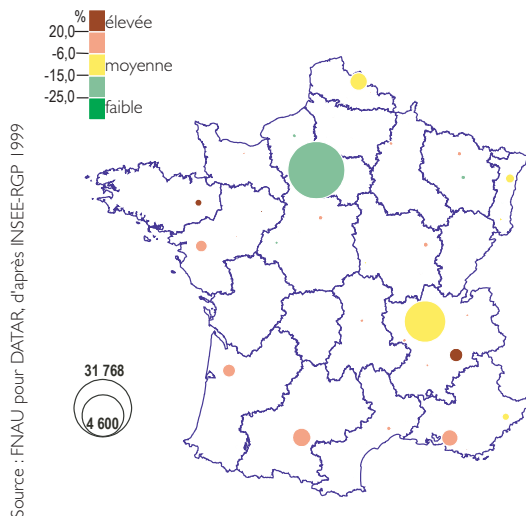 %
élevée
20,0
-6,0
moyenne
-15,0
-25,0
faible
31 768
4 600
Source : FNAU pour DATAR, d'après INSEE-RGP 1999